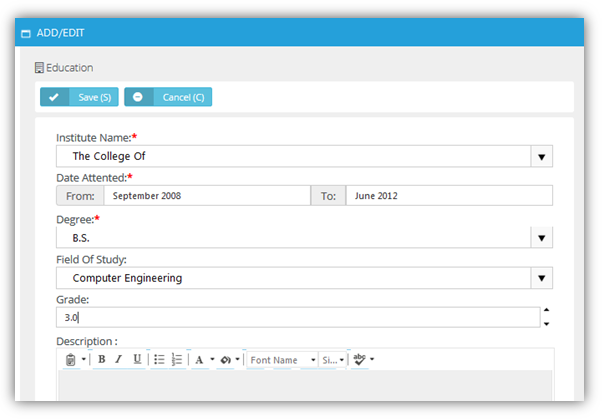 ADD/EDIT
Education
Save (S) Cancel (C)
Institute Name:*
The College Of
Date Attented:*
From: September 2008 To: June 2012
Degree:*
B.S.
Field Of Study:
Computer Engineering
Grade:
3.0
Description :
B I U A Font Name Si... abc